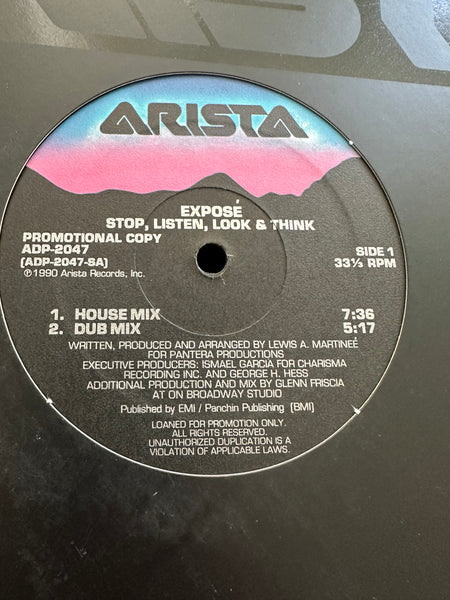 ARISTA
EXPOSÉ
STOP, LISTEN, LOOK & THINK
PROMOTIONAL COPY
ADP-2047
(ADP-2047-SA)
℗1990 Arista Records, Inc.
SIDE 1
33⅓ RPM
1. HOUSE MIX 7:36
2. DUB MIX 5:17
WRITTEN, PRODUCED AND ARRANGED BY LEWIS A. MARTINEÉ
FOR PANTERA PRODUCTIONS
EXECUTIVE PRODUCERS: ISMAEL GARCIA FOR CHARISMA
RECORDING INC. AND GEORGE H. HESS
ADDITIONAL PRODUCTION AND MIX BY GLENN FRISCIA
AT ON BROADWAY STUDIO
Published by EMI / Panchin Publishing (BMI)
LOANED FOR PROMOTION ONLY.
ALL RIGHTS RESERVED.
UNAUTHORIZED DUPLICATION IS A
VIOLATION OF APPLICABLE LAWS.